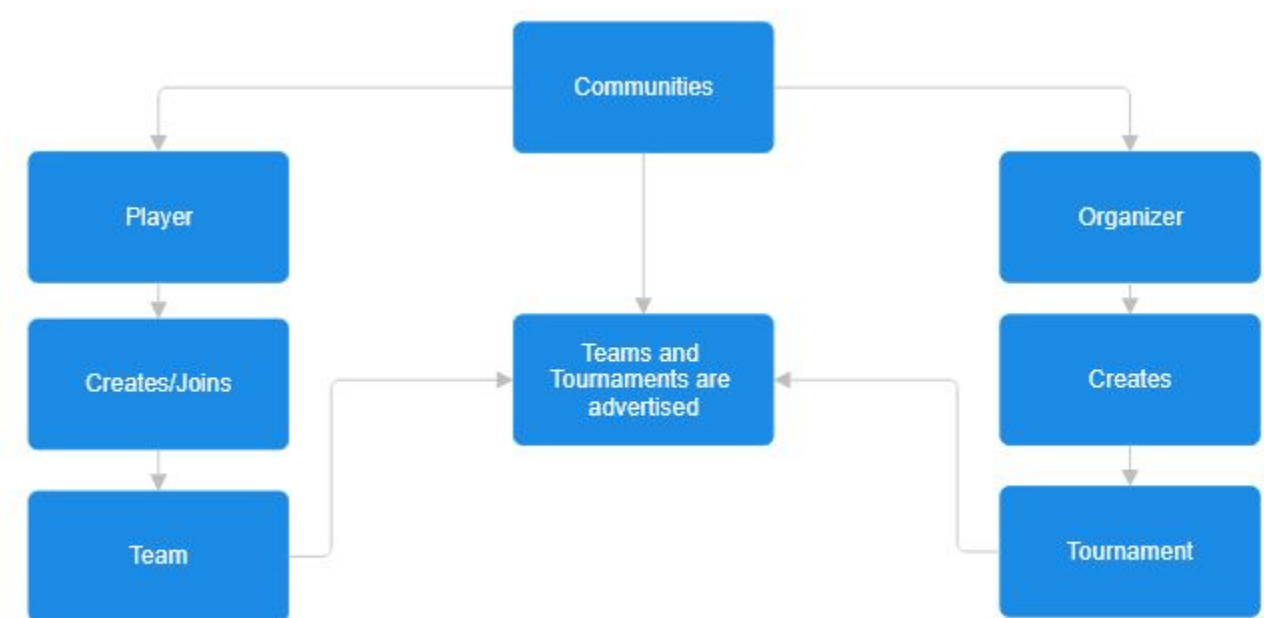 Communities
Player
Organizer
Creates/Joins
Teams and
Tournaments are
advertised
Creates
Team
Tournament